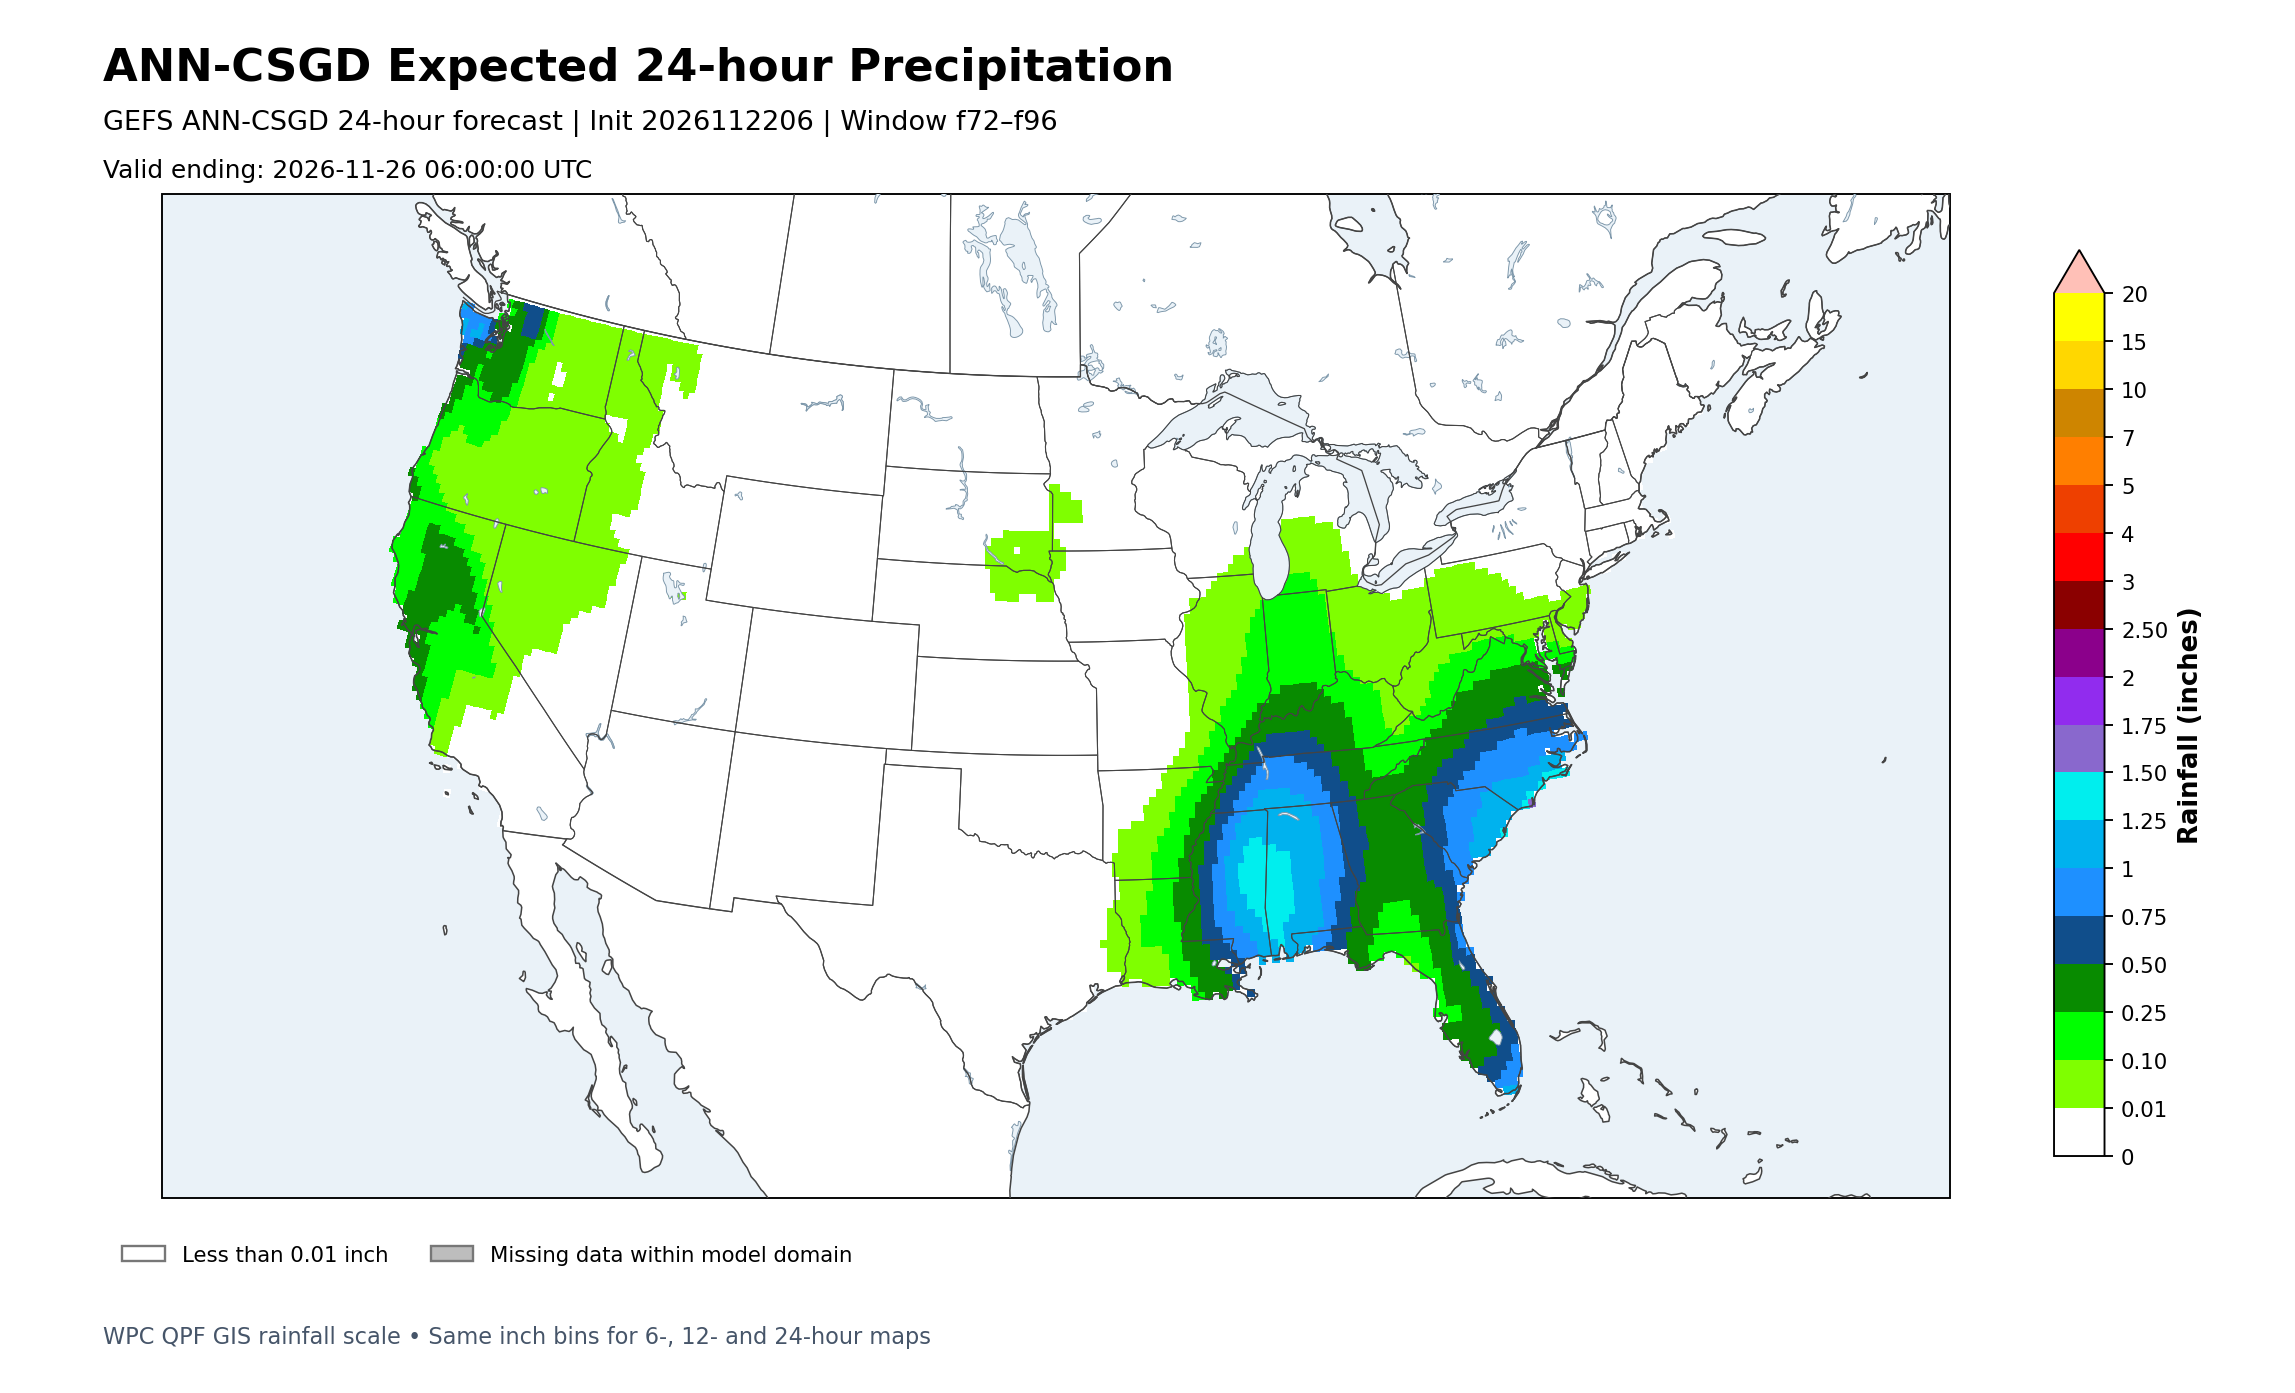 ANN-CSGD Expected 24-hour Precipitation
GEFS ANN-CSGD 24-hour forecast | Init 2026112206 | Window f72–f96
Valid ending: 2026-11-26 06:00:00 UTC
20
15
10
7
5
4
3
2.50
2
1.75
1.50
1.25
1
0.75
0.50
0.25
0.10
0.01
0
Rainfall (inches)
Less than 0.01 inch
Missing data within model domain
WPC QPF GIS rainfall scale • Same inch bins for 6-, 12- and 24-hour maps